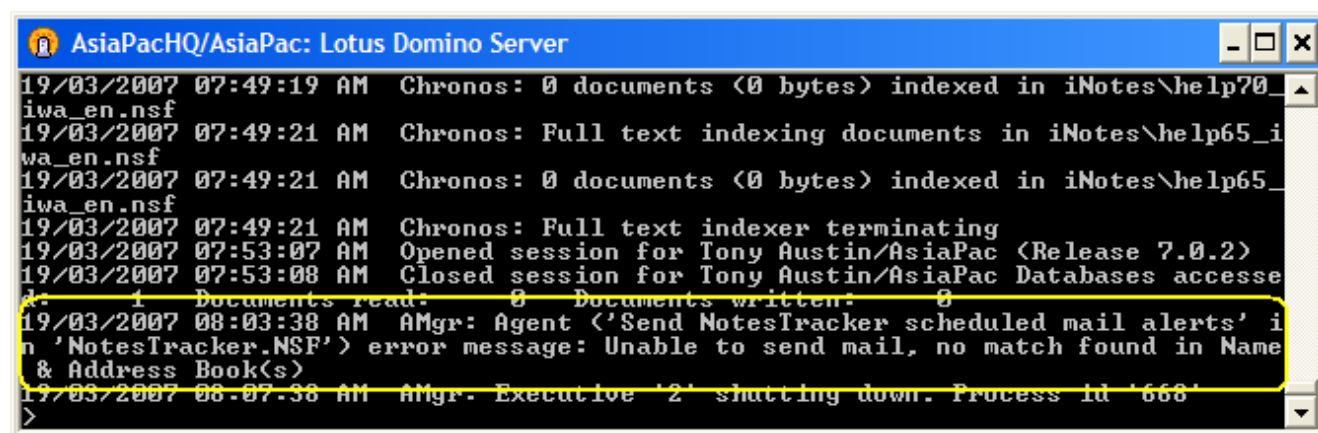 AsiaPacHQ/AsiaPac: Lotus Domino Server
19/03/2007 07:49:19 AM  Chronos: 0 documents (0 bytes) indexed in iNotes\help70_
iwa_en.nsf
19/03/2007 07:49:21 AM  Chronos: Full text indexing documents in iNotes\help65_i
wa_en.nsf
19/03/2007 07:49:21 AM  Chronos: 0 documents (0 bytes) indexed in iNotes\help65_
iwa_en.nsf
19/03/2007 07:49:21 AM  Chronos: Full text indexer terminating
19/03/2007 07:53:07 AM  Opened session for Tony Austin/AsiaPac (Release 7.0.2)
19/03/2007 07:53:08 AM  Closed session for Tony Austin/AsiaPac Databases accesse
d:     1   Documents read:     0   Documents written:     0
19/03/2007 08:03:38 AM  AMgr: Agent ('Send NotesTracker scheduled mail alerts' i
n 'NotesTracker.NSF') error message: Unable to send mail, no match found in Name
 & Address Book(s)
19/03/2007 08:07:38 AM  AMgr: Executive '2' shutting down. Process id '668'
>